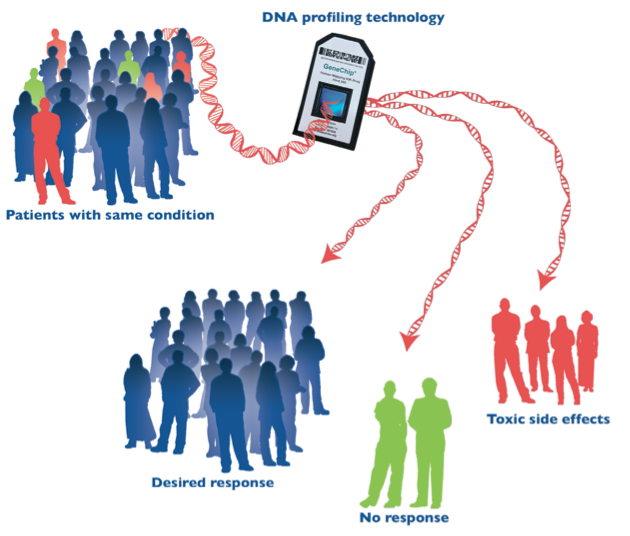 DNA profiling technology
GeneChip®
Patients with same condition
Toxic side effects
Desired response
No response